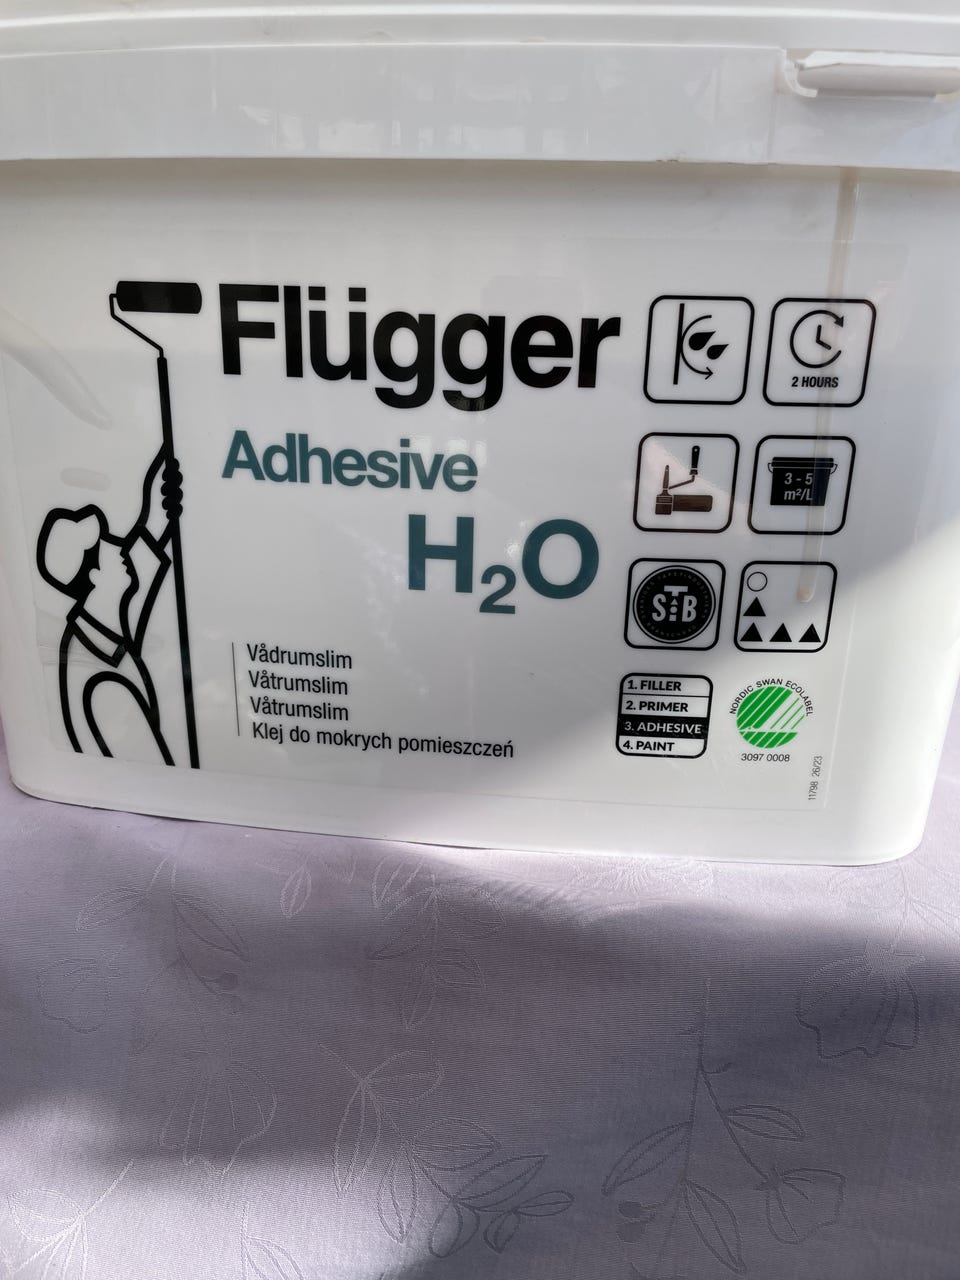 Flügger
Adhesive
H₂O
Vådrumslim
Våtrumslim
Våtrumslim
Klej do mokrych pomieszczeń
2 HOURS
3 - 5
m²/L
STB
1. FILLER
2. PRIMER
3. ADHESIVE
4. PAINT
NORDIC SWAN ECOLABEL
3097 0008